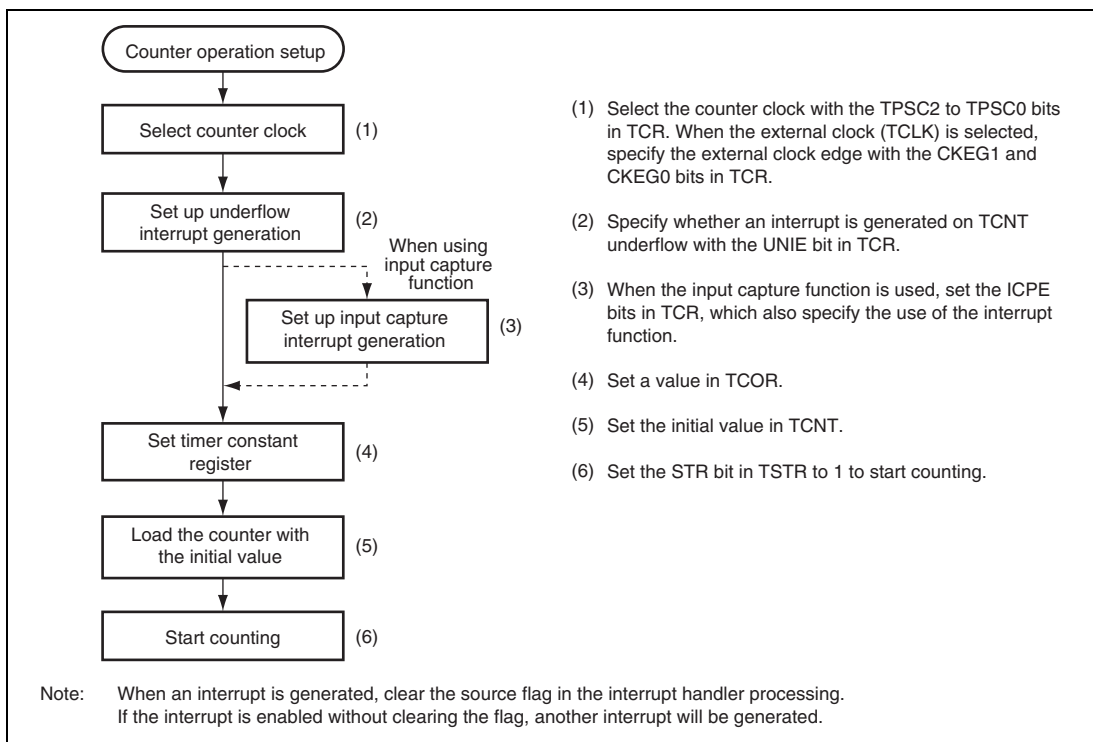 Counter operation setup
Select counter clock
(1)
Set up underflow
interrupt generation
(2)
When using
input capture
function
Set up input capture
interrupt generation
(3)
Set timer constant
register
(4)
Load the counter with
the initial value
(5)
Start counting
(6)
(1) Select the counter clock with the TPSC2 to TPSC0 bits
in TCR. When the external clock (TCLK) is selected,
specify the external clock edge with the CKEG1 and
CKEG0 bits in TCR.
(2) Specify whether an interrupt is generated on TCNT
underflow with the UNIE bit in TCR.
(3) When the input capture function is used, set the ICPE
bits in TCR, which also specify the use of the interrupt
function.
(4) Set a value in TCOR.
(5) Set the initial value in TCNT.
(6) Set the STR bit in TSTR to 1 to start counting.
Note: When an interrupt is generated, clear the source flag in the interrupt handler processing.
If the interrupt is enabled without clearing the flag, another interrupt will be generated.